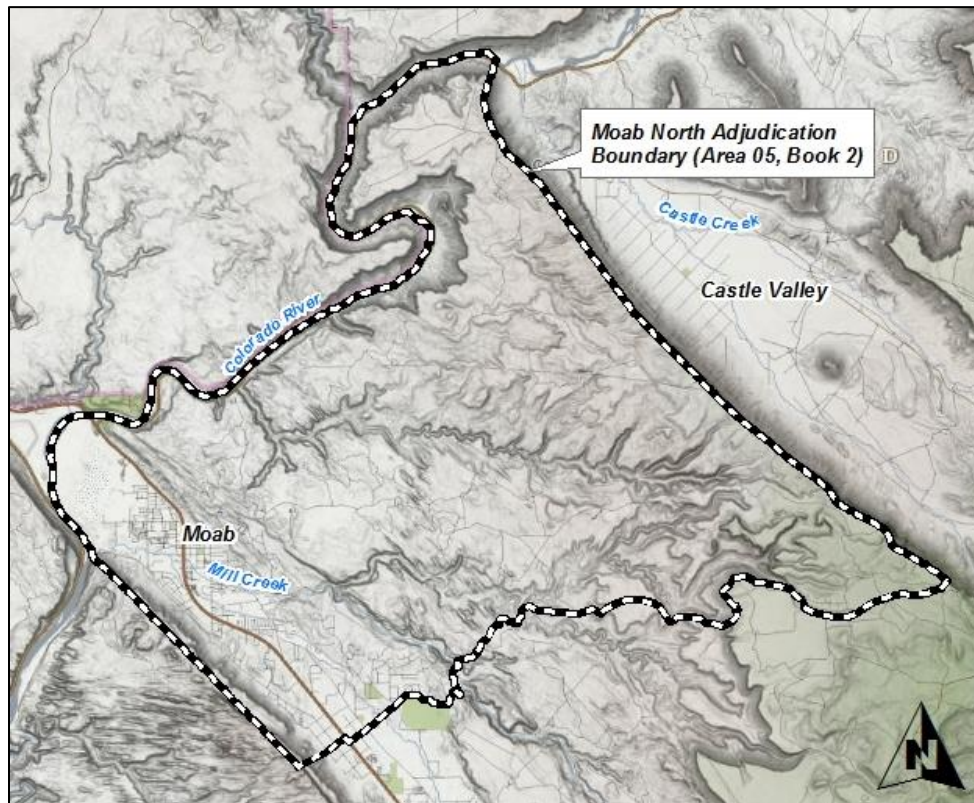 Moab North Adjudication
Boundary (Area 05, Book 2)
D
Castle Creek
Castle Valley
Colorado River
Moab
Mill Creek
N